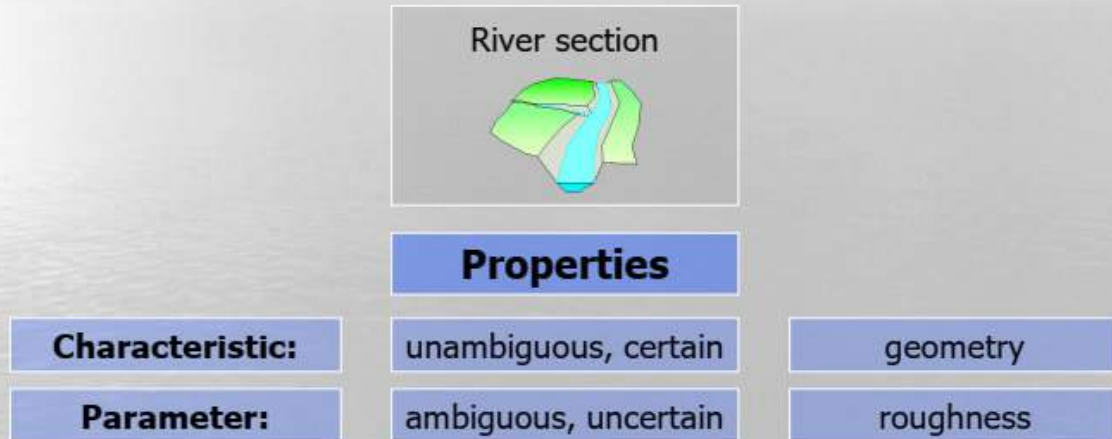 River section
Properties
Characteristic: unambiguous, certain geometry
Parameter: ambiguous, uncertain roughness